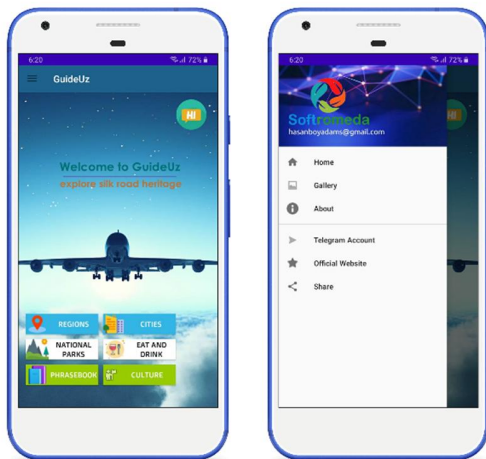 6:20
72%
GuideUz
HI
Welcome to GuideUz
explore silk road heritage
REGIONS
CITIES
NATIONAL
PARKS
EAT AND
DRINK
PHRASEBOOK
CULTURE
6:20
72%
Softromeda
hasanboyadams@gmail.com
Home
Gallery
About
Telegram Account
Official Website
Share